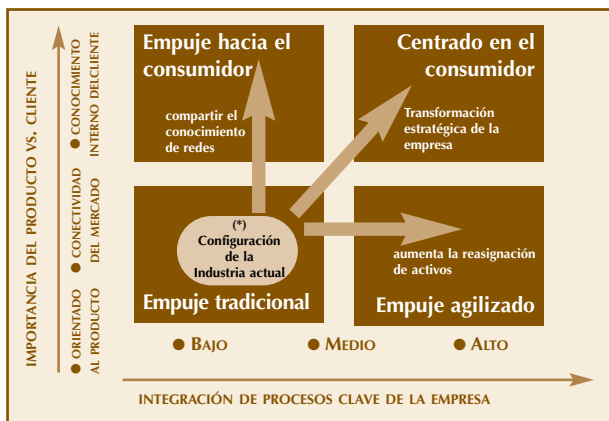 Empuje hacia el
consumidor
compartir el
conocimiento
de redes
Centrado en el
consumidor
Transformación
estratégica de la
empresa
(*)
Configuración
de la
Industria actual
Empuje tradicional
aumenta la reasignación
de activos
Empuje agilizado
IMPORTANCIA DEL PRODUCTO VS. CLIENTE
● CONOCIMIENTO
INTERNO DELCLIENTE
● CONECTIVIDAD
DEL MERCADO
● ORIENTADO
AL PRODUCTO
● BAJO
● MEDIO
● ALTO
INTEGRACIÓN DE PROCESOS CLAVE DE LA EMPRESA